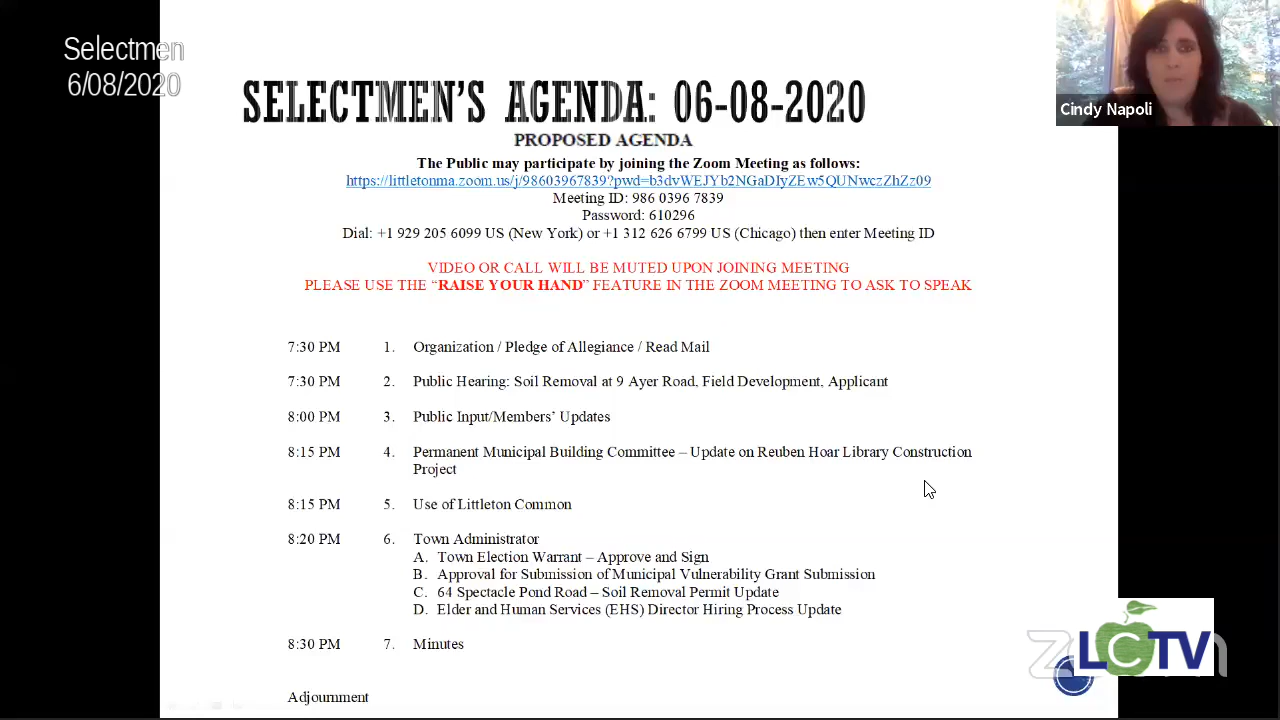 Selectmen
6/08/2020
SELECTMEN'S AGENDA: 06-08-2020
PROPOSED AGENDA
The Public may participate by joining the Zoom Meeting as follows:
https://littletonma.zoom.us/j/98603967839?pwd=b3dvWEJYb2NGaDIyZEw5QUNwczZhZz09
Meeting ID: 986 0396 7839
Password: 610296
Dial: +1 929 205 6099 US (New York) or +1 312 626 6799 US (Chicago) then enter Meeting ID
VIDEO OR CALL WILL BE MUTED UPON JOINING MEETING
PLEASE USE THE “RAISE YOUR HAND” FEATURE IN THE ZOOM MEETING TO ASK TO SPEAK
7:30 PM 1. Organization / Pledge of Allegiance / Read Mail
7:30 PM 2. Public Hearing: Soil Removal at 9 Ayer Road, Field Development, Applicant
8:00 PM 3. Public Input/Members’ Updates
8:15 PM 4. Permanent Municipal Building Committee – Update on Reuben Hoar Library Construction
Project
8:15 PM 5. Use of Littleton Common
8:20 PM 6. Town Administrator
A. Town Election Warrant – Approve and Sign
B. Approval for Submission of Municipal Vulnerability Grant Submission
C. 64 Spectacle Pond Road – Soil Removal Permit Update
D. Elder and Human Services (EHS) Director Hiring Process Update
8:30 PM 7. Minutes
Adjournment
Cindy Napoli
LCTV